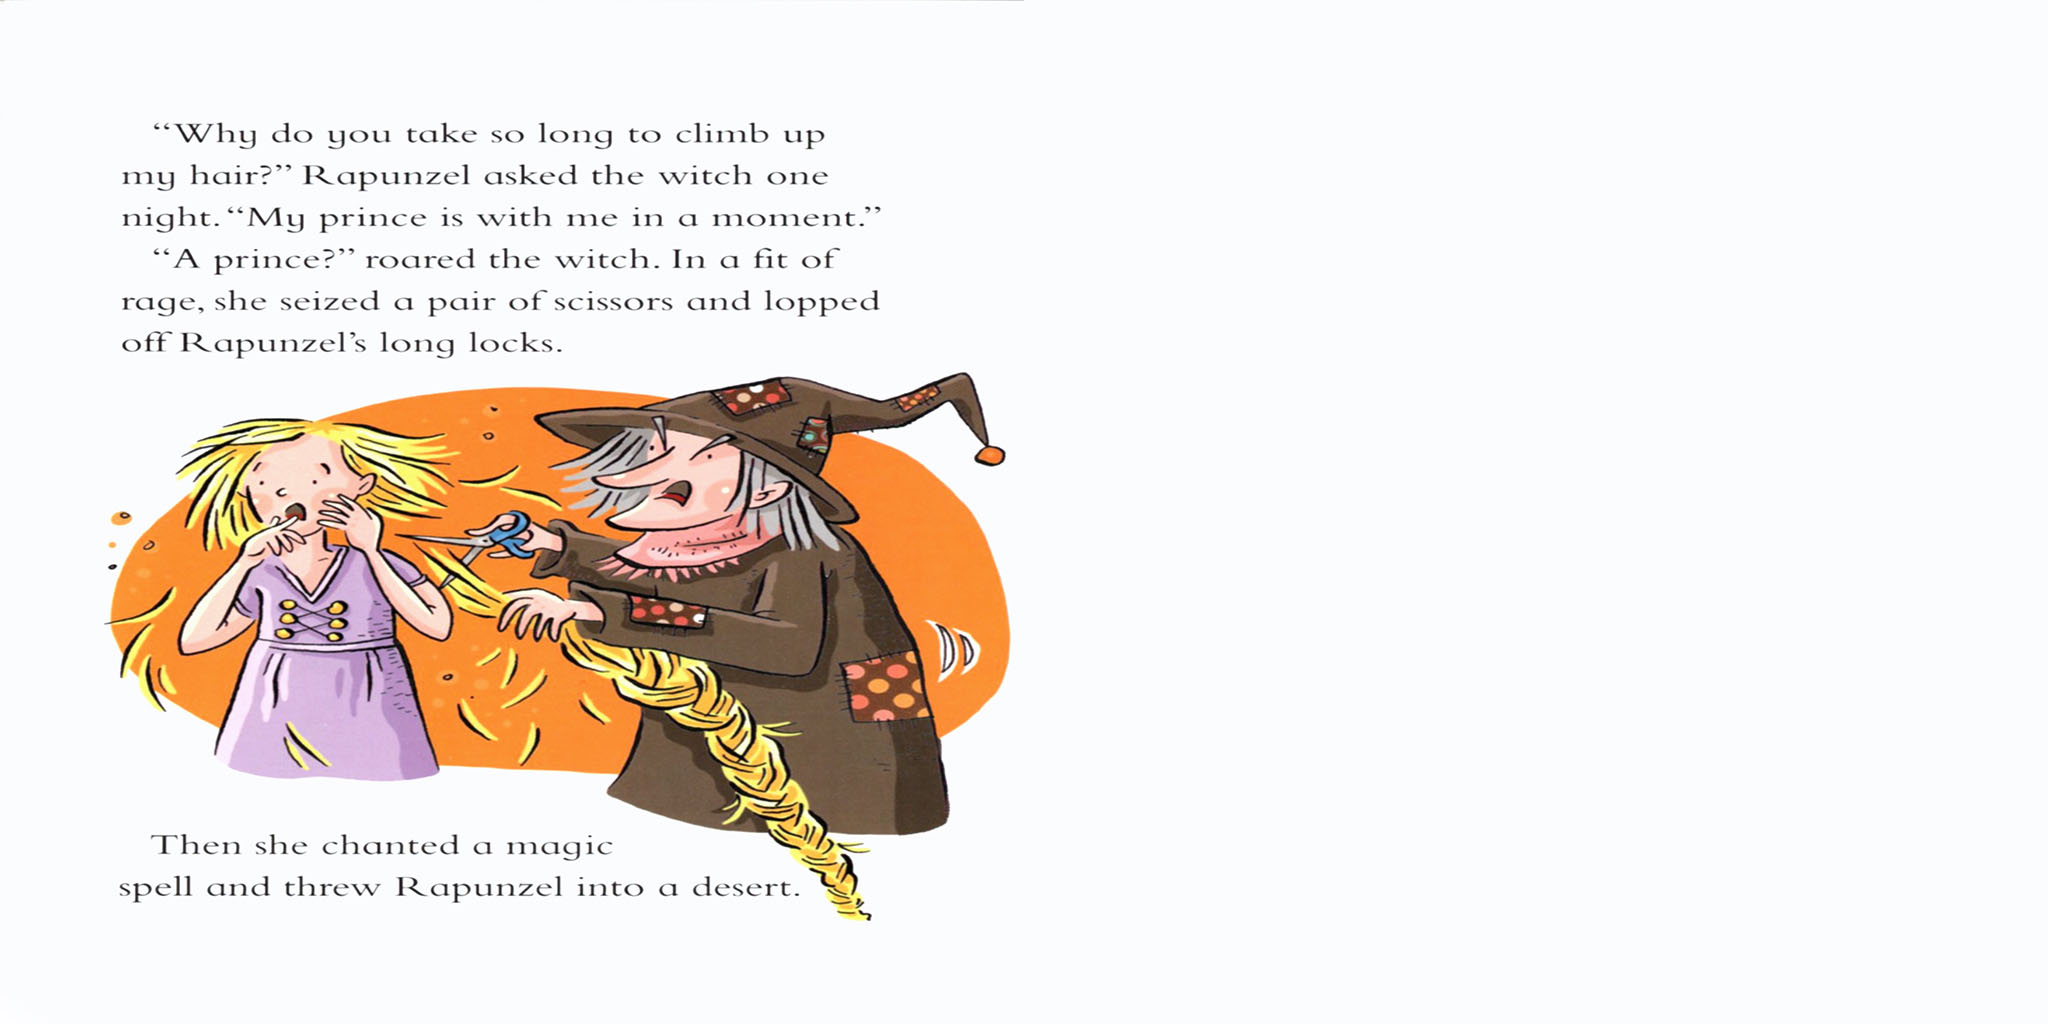 “Why do you take so long to climb up
my hair?” Rapunzel asked the witch one
night. “My prince is with me in a moment.”
“A prince?” roared the witch. In a fit of
rage, she seized a pair of scissors and lopped
off Rapunzel’s long locks.
Then she chanted a magic
spell and threw Rapunzel into a desert.